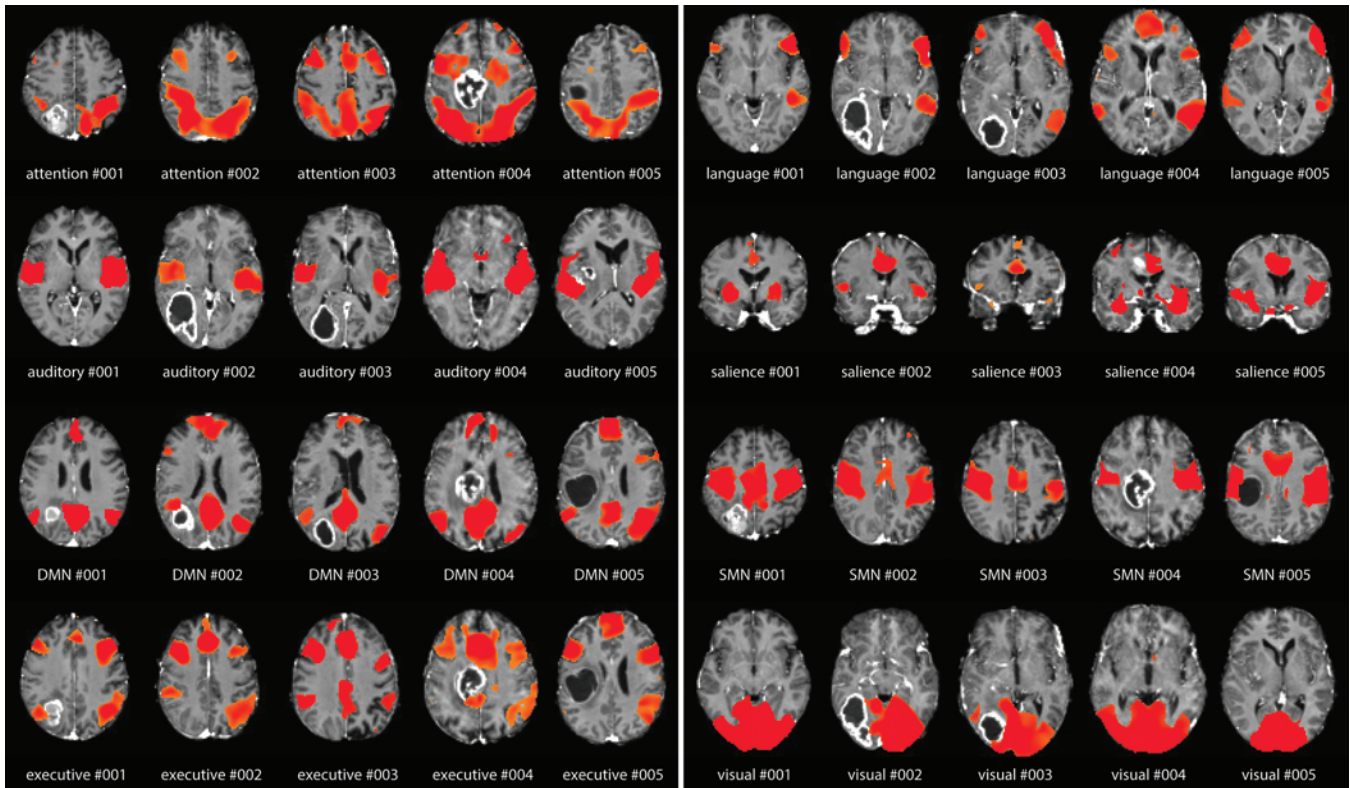 attention #001 attention #002 attention #003 attention #004 attention #005
auditory #001 auditory #002 auditory #003 auditory #004 auditory #005
DMN #001 DMN #002 DMN #003 DMN #004 DMN #005
executive #001 executive #002 executive #003 executive #004 executive #005
language #001 language #002 language #003 language #004 language #005
salience #001 salience #002 salience #003 salience #004 salience #005
SMN #001 SMN #002 SMN #003 SMN #004 SMN #005
visual #001 visual #002 visual #003 visual #004 visual #005